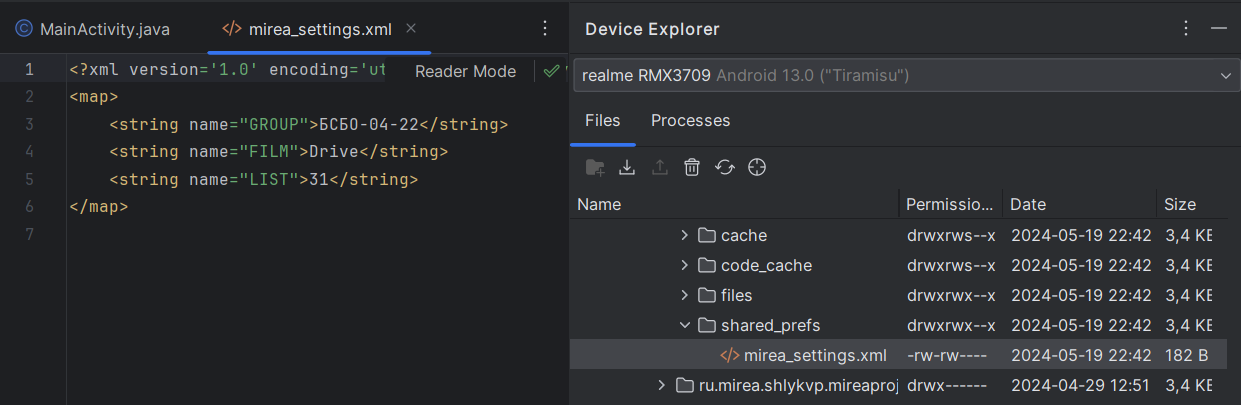 MainActivity.java
mirea_settings.xml
Device Explorer
1 <?xml version='1.0' encoding='ut
Reader Mode
2 <map>
3 <string name="GROUP">БСБО-04-22</string>
4 <string name="FILM">Drive</string>
5 <string name="LIST">31</string>
6 </map>
7
realme RMX3709 Android 13.0 ("Tiramisu")
Files Processes
Name Permissio... Date Size
cache drwxrws--x 2024-05-19 22:42 3,4 KE
code_cache drwxrws--x 2024-05-19 22:42 3,4 KE
files drwxrwx--x 2024-05-19 22:42 3,4 KE
shared_prefs drwxrwx--x 2024-05-19 22:42 3,4 KE
mirea_settings.xml -rw-rw---- 2024-05-19 22:42 182 B
ru.mirea.shlykvp.mireaproj drwx------ 2024-04-29 12:51 3,4 KE